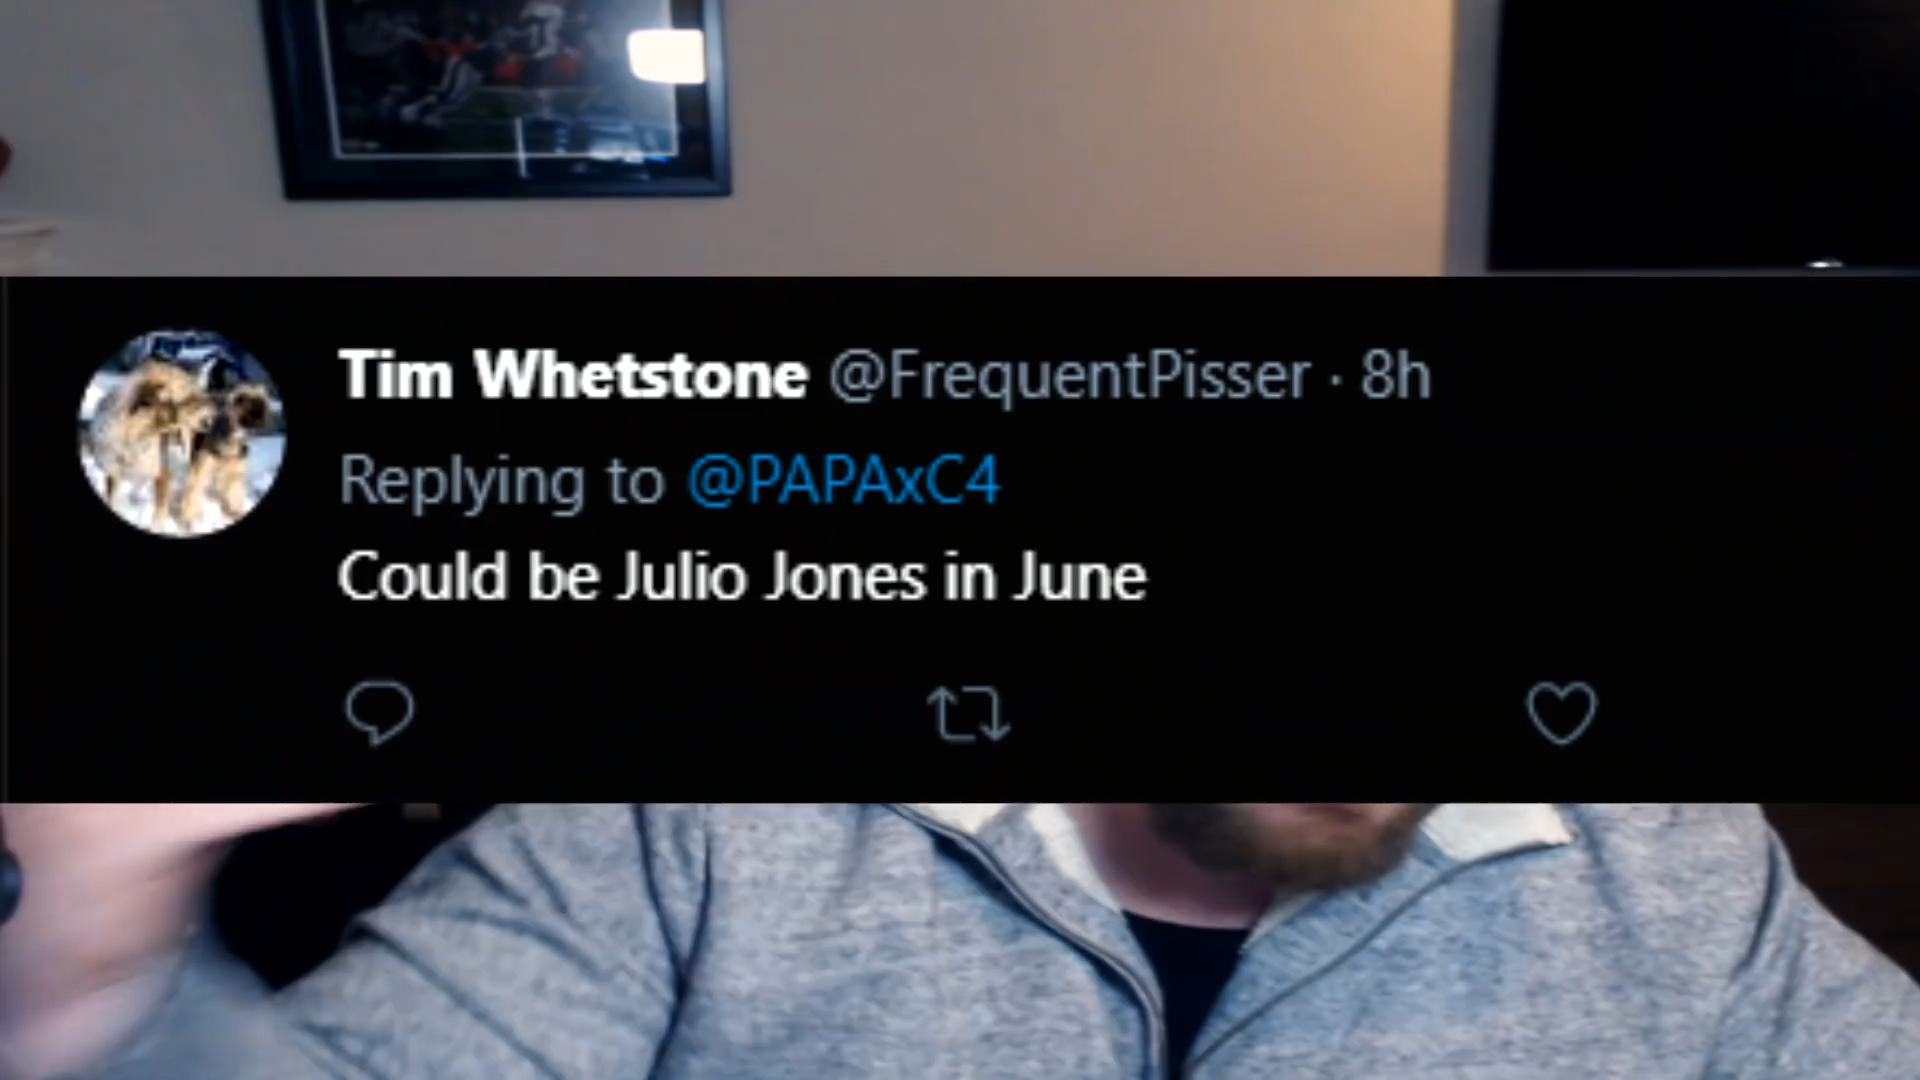 Tim Whetstone @FrequentPisser · 8h
Replying to @PAPAxC4
Could be Julio Jones in June